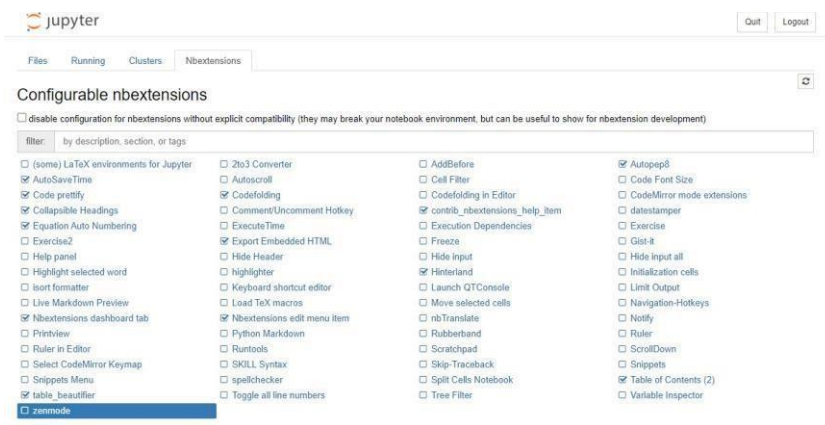 jupyter
Quit Logout
Files Running Clusters Nbextensions
Configurable nbextensions
disable configuration for nbextensions without explicit compatibility (they may break your notebook environment, but can be useful to show for nbextension development)
filter: by description, section, or tags
(some) LaTeX environments for Jupyter 2to3 Converter AddBefore Autopep8
AutoSaveTime Autoscroll Cell Filter Code Font Size
Code prettify Codefolding Codefolding in Editor CodeMirror mode extensions
Collapsible Headings Comment/Uncomment Hotkey contrib_nbextensions_help_item datestamper
Equation Auto Numbering ExecuteTime Execution Dependencies Exercise
Exercise2 Export Embedded HTML Freeze Gist-it
Help panel Hide Header Hide input Hide input all
Highlight selected word highlighter Hinterland Initialization cells
isort formatter Keyboard shortcut editor Launch QTConsole Limit Output
Live Markdown Preview Load TeX macros Move selected cells Navigation-Hotkeys
Nbextensions dashboard tab Nbextensions edit menu item nbTranslate Notify
Printview Python Markdown Rubberband Ruler
Ruler in Editor Runtools Scratchpad ScrollDown
Select CodeMirror Keymap SKILL Syntax Skip-Traceback Snippets
Snippets Menu spellchecker Split Cells Notebook Table of Contents (2)
table_beautifier Toggle all line numbers Tree Filter Variable Inspector
zenmode